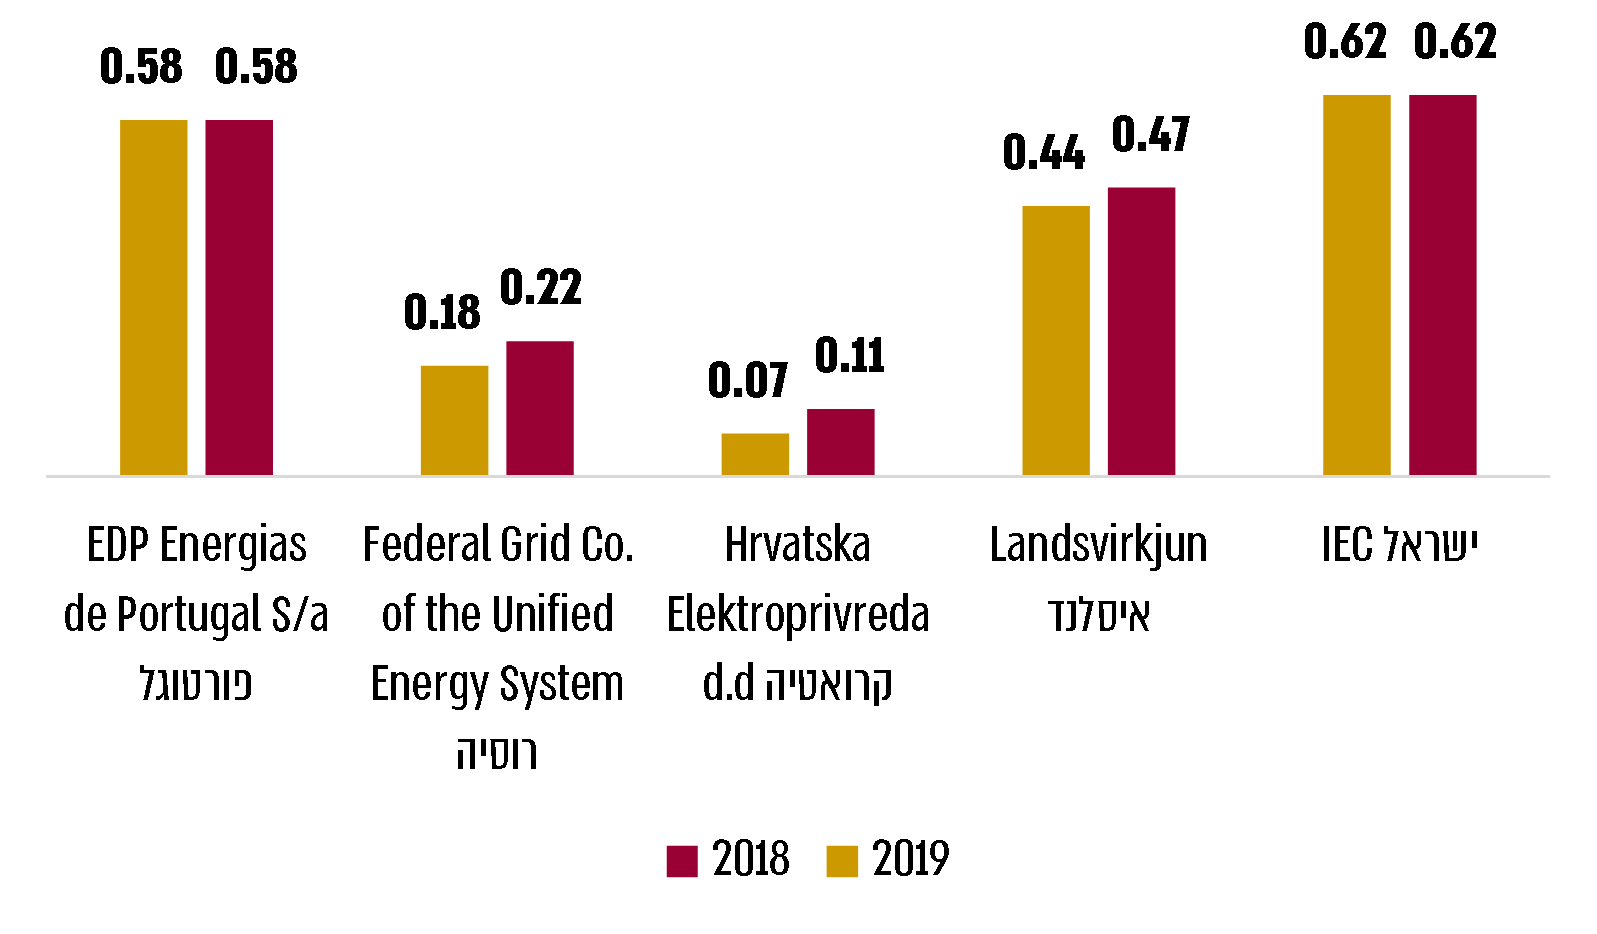 0.58 0.58
0.18 0.22
0.07 0.11
0.44 0.47
0.62 0.62
EDP Energias
de Portugal S/a
פורטוגל
Federal Grid Co.
of the Unified
Energy System
רוסיה
Hrvatska
Elektroprivreda
d.d קרואטיה
Landsvirkjun
איסלנד
IEC ישראל
2018 2019